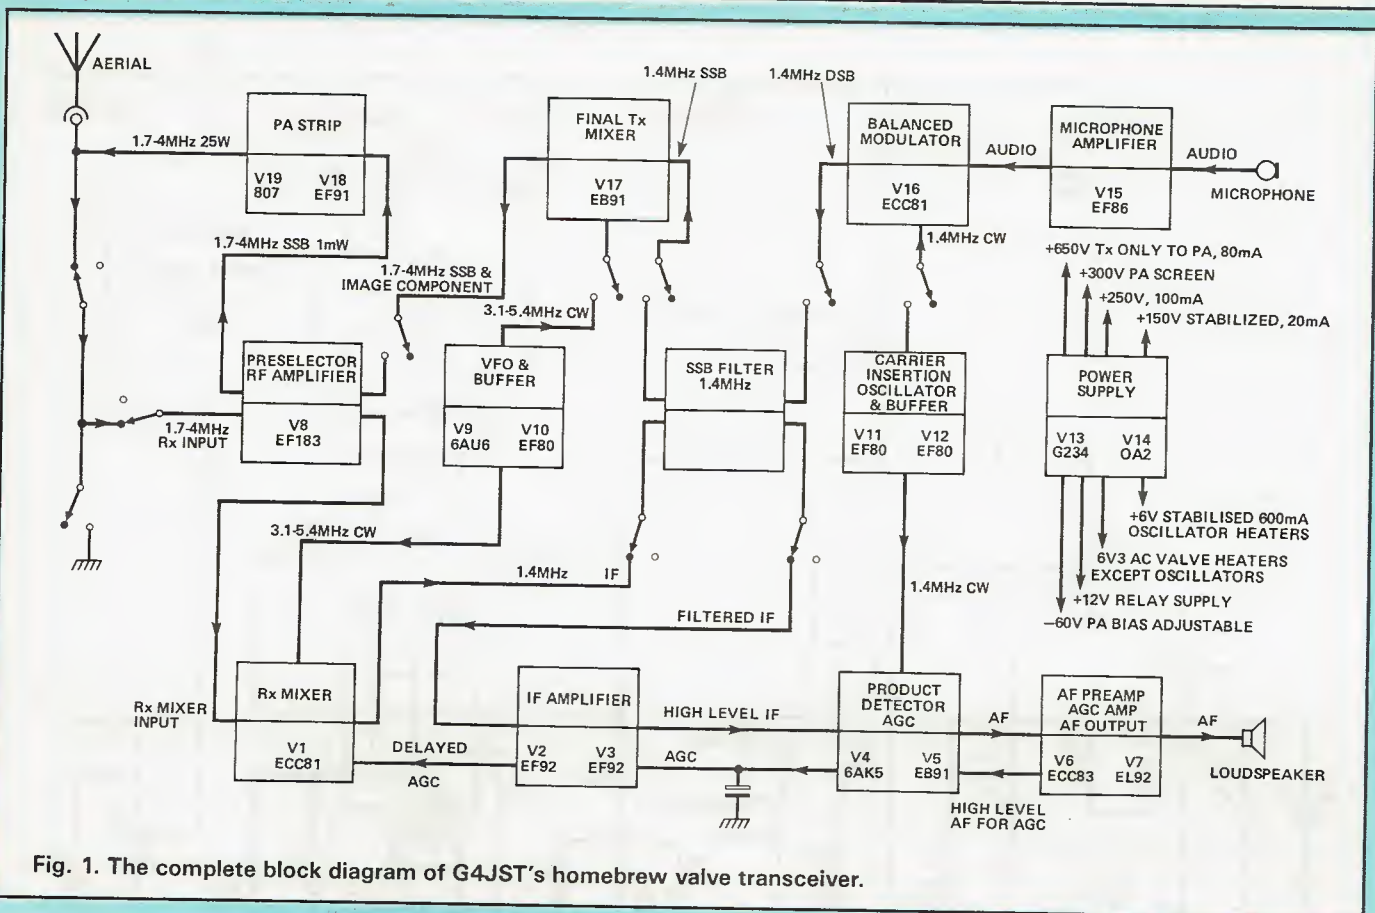 AERIAL
1.7-4MHz 25W
PA STRIP
V19
807
V18
EF91
1.7-4MHz SSB 1mW
1.7-4MHz SSB &
IMAGE COMPONENT
FINAL Tx
MIXER
V17
EB91
1.4MHz SSB
1.4MHz DSB
BALANCED
MODULATOR
V16
ECC81
AUDIO
MICROPHONE
AMPLIFIER
V15
EF86
AUDIO
MICROPHONE
1.4MHz CW
3.1-5.4MHz CW
PRESELECTOR
RF AMPLIFIER
V8
EF183
1.7-4MHz
Rx INPUT
VFO &
BUFFER
V9
6AU6
V10
EF80
SSB FILTER
1.4MHz
CARRIER
INSERTION
OSCILLATOR
& BUFFER
V11
EF80
V12
EF80
+650V Tx ONLY TO PA, 80mA
+300V PA SCREEN
+250V, 100mA
+150V STABILIZED, 20mA
POWER
SUPPLY
V13
G234
V14
OA2
+6V STABILISED 600mA
OSCILLATOR HEATERS
6V3 AC VALVE HEATERS
EXCEPT OSCILLATORS
+12V RELAY SUPPLY
—60V PA BIAS ADJUSTABLE
3.1-5.4MHz CW
1.4MHz IF
FILTERED IF
1.4MHz CW
Rx MIXER
INPUT
Rx MIXER
V1
ECC81
DELAYED
AGC
IF AMPLIFIER
V2
EF92
V3
EF92
HIGH LEVEL IF
AGC
PRODUCT
DETECTOR
AGC
V4
6AK5
V5
EB91
AF
HIGH LEVEL
AF FOR AGC
AF PREAMP
AGC AMP
AF OUTPUT
V6
ECC83
V7
EL92
AF
LOUDSPEAKER
Fig. 1. The complete block diagram of G4JST's homebrew valve transceiver.